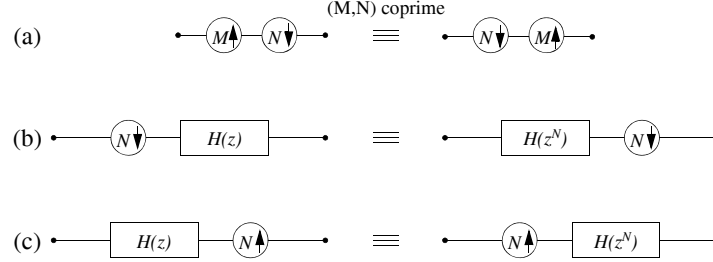 (M,N) coprime
(a) M N N M
(b) N H(z) H(z^N) N
(c) H(z) N N H(z^N)